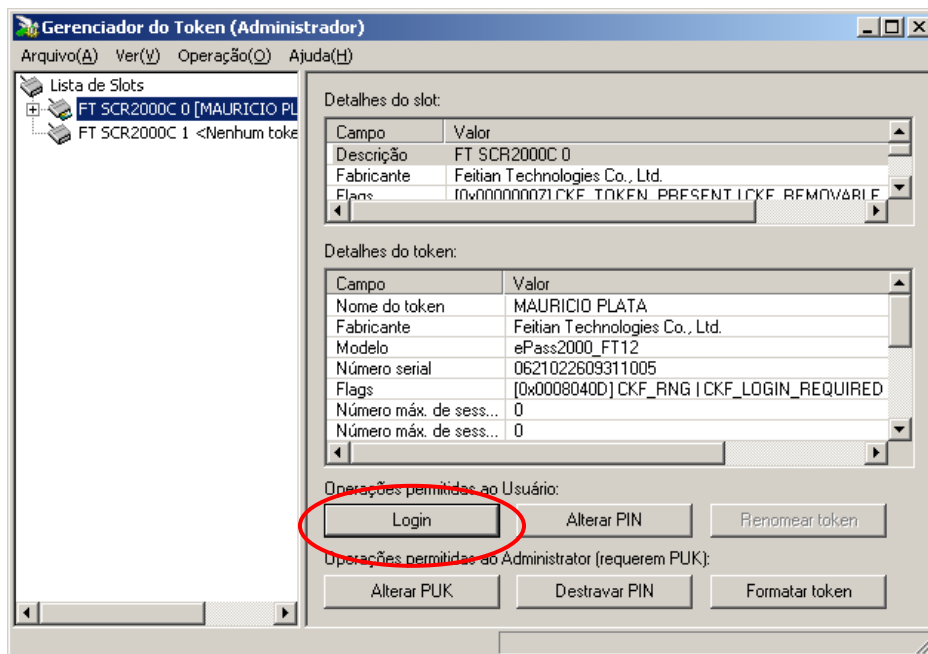 Gerenciador do Token (Administrador)
Arquivo(A) Ver(V) Operação(O) Ajuda(H)
Lista de Slots
FT SCR2000C 0 [MAURICIO PL
FT SCR2000C 1 <Nenhum toke
Detalhes do slot:
Campo Valor
Descrição FT SCR2000C 0
Fabricante Feitian Technologies Co., Ltd.
Flags [0x00000007] CKF_TOKEN_PRESENT | CKF_REMOVABLE
Detalhes do token:
Campo Valor
Nome do token MAURICIO PLATA
Fabricante Feitian Technologies Co., Ltd.
Modelo ePass2000_FT12
Número serial 0621022609311005
Flags [0x0008040D] CKF_RNG | CKF_LOGIN_REQUIRED
Número máx. de sess... 0
Número máx. de sess... 0
Operações permitidas ao Usuário:
Login Alterar PIN Renomear token
Operações permitidas ao Administrator (requerem PUK):
Alterar PUK Destravar PIN Formatar token